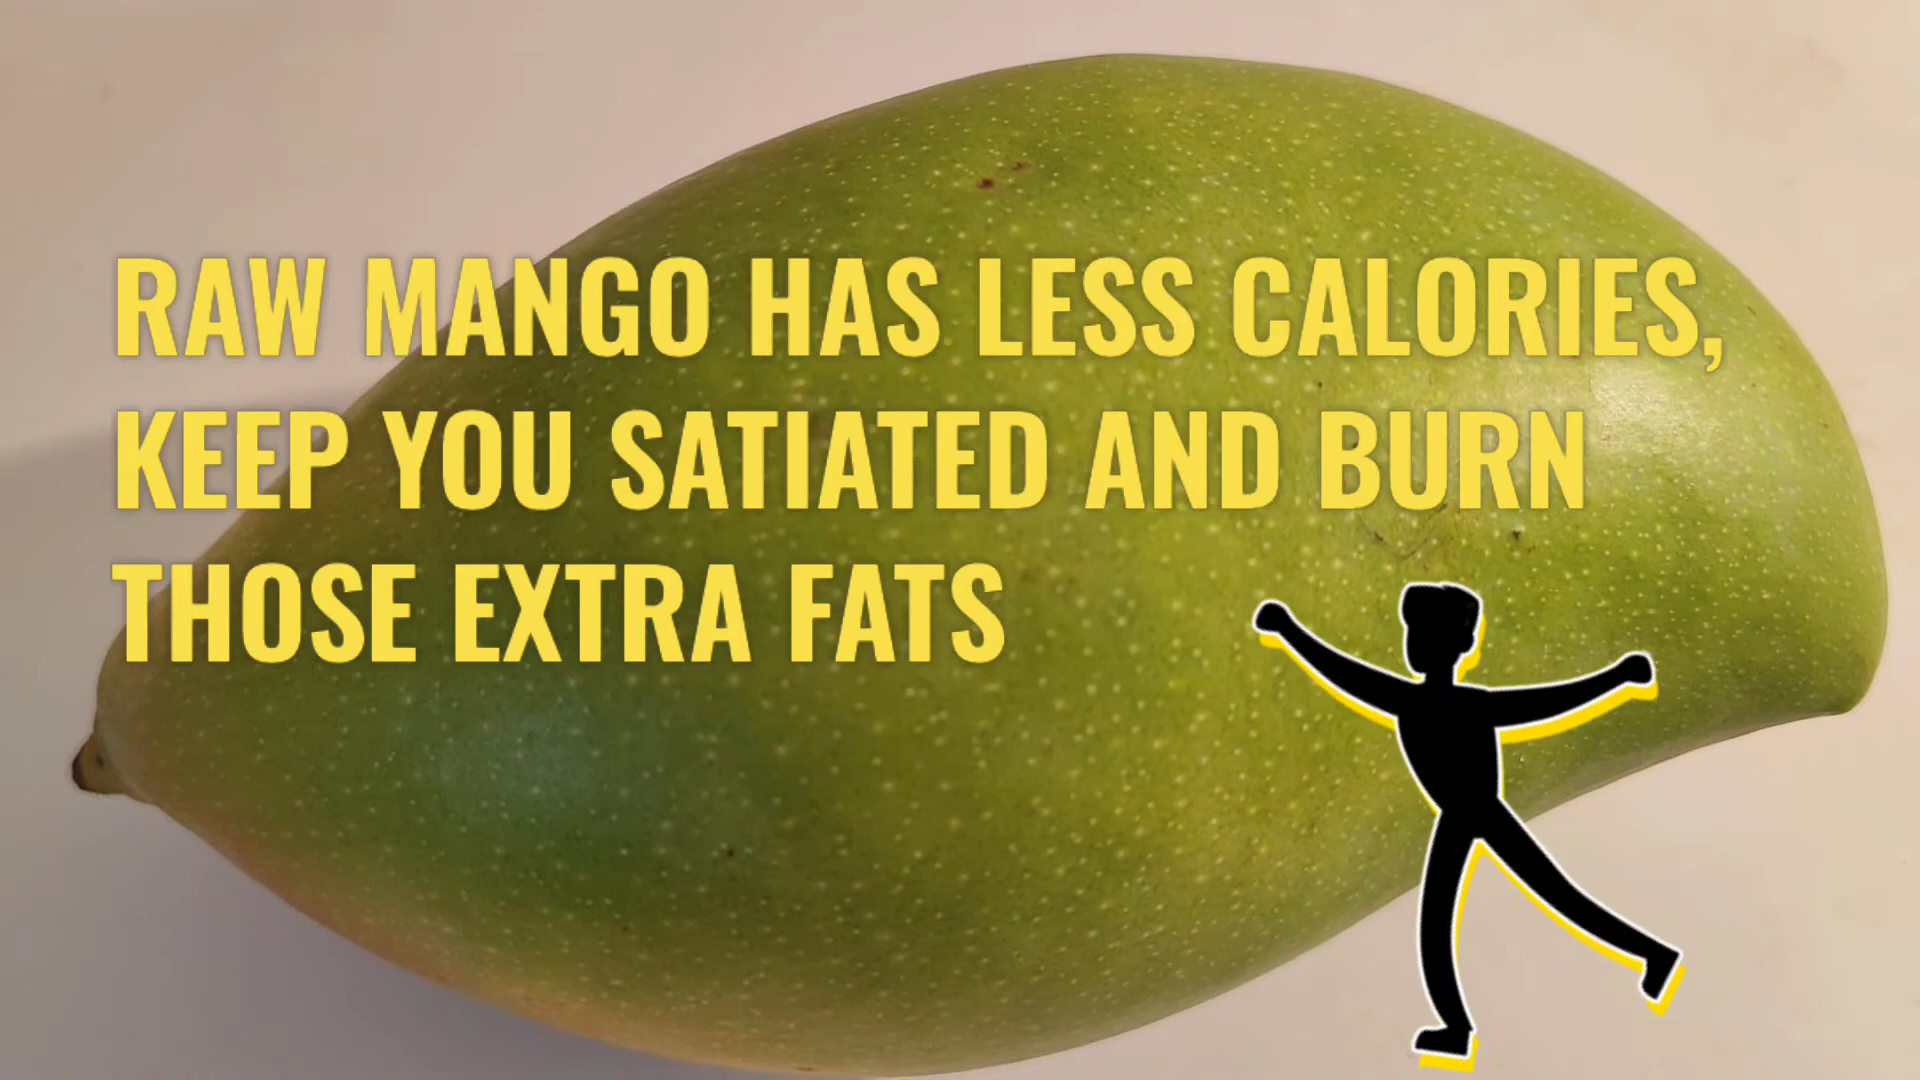 RAW MANGO HAS LESS CALORIES,
KEEP YOU SATIATED AND BURN
THOSE EXTRA FATS